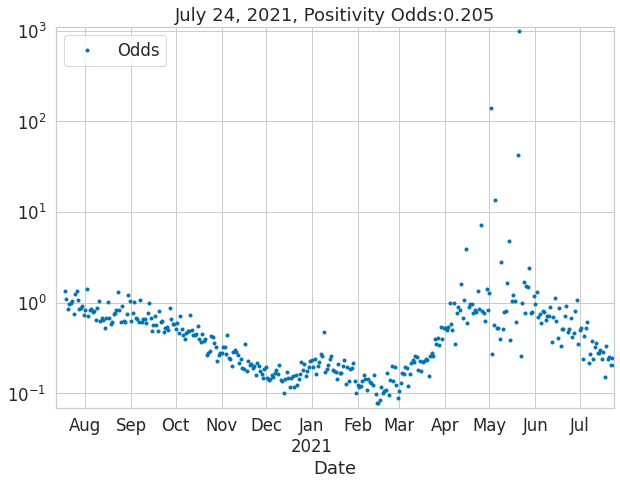 July 24, 2021, Positivity Odds:0.205
Odds
10³
10²
10¹
10⁰
10⁻¹
Aug Sep Oct Nov Dec Jan Feb Mar Apr May Jun Jul
2021
Date